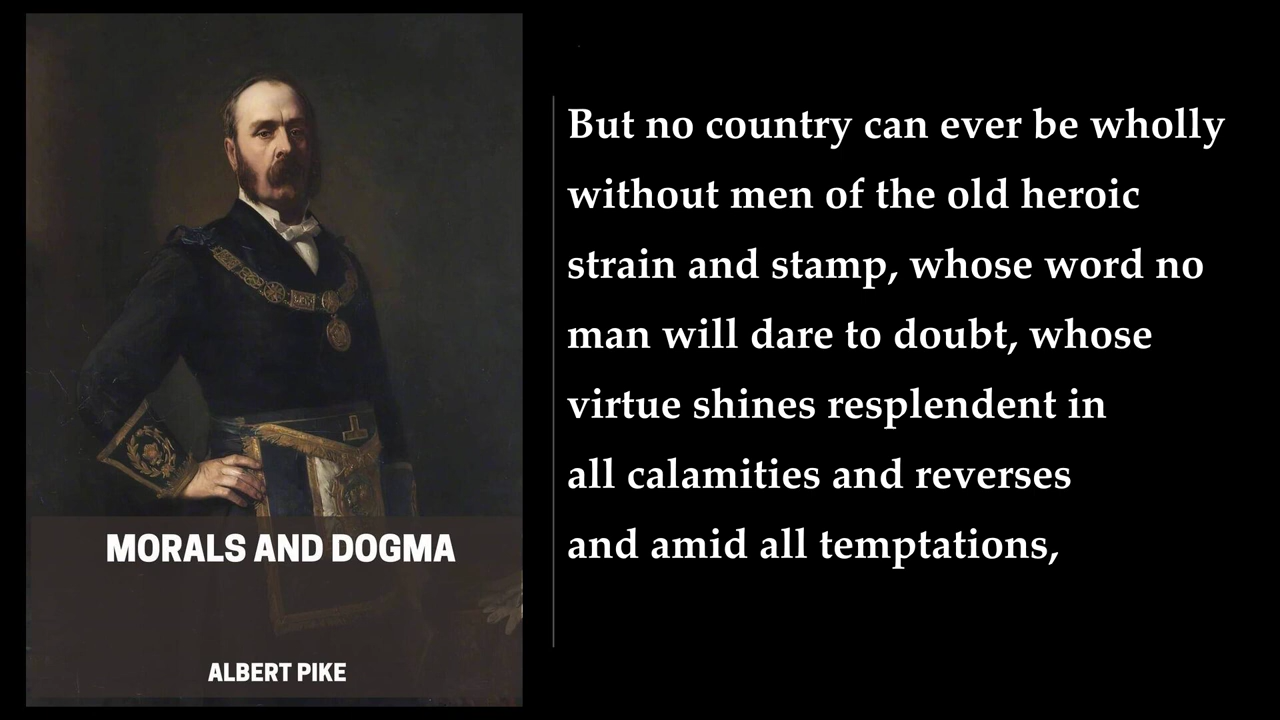 MORALS AND DOGMA
ALBERT PIKE
But no country can ever be wholly
without men of the old heroic
strain and stamp, whose word no
man will dare to doubt, whose
virtue shines resplendent in
all calamities and reverses
and amid all temptations,